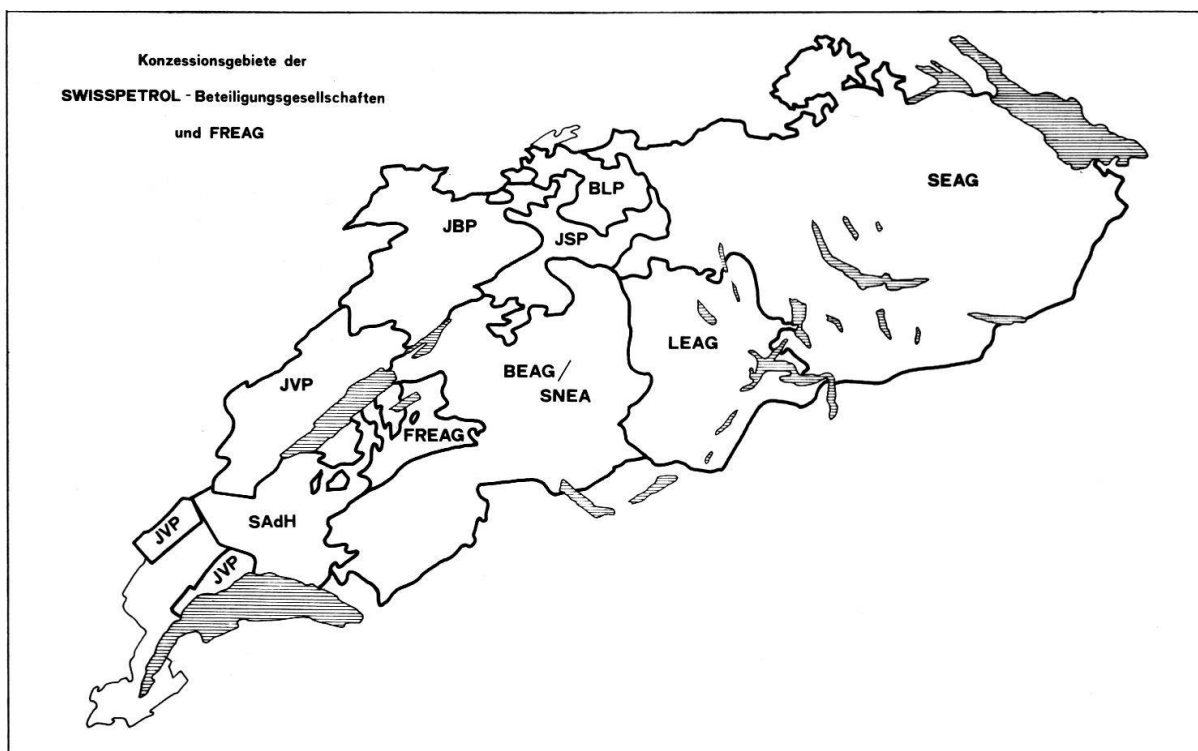 Konzessionsgebiete der
SWISSPETROL - Beteiligungsgesellschaften
und FREAG
SEAG
BLP
JBP
JSP
LEAG
BEAG/
SNEA
JVP
FREAG
SAdH
JVP
JVP